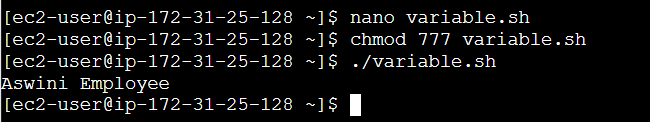 [ec2-user@ip-172-31-25-128 ~]$ nano variable.sh
[ec2-user@ip-172-31-25-128 ~]$ chmod 777 variable.sh
[ec2-user@ip-172-31-25-128 ~]$ ./variable.sh
Aswini Employee
[ec2-user@ip-172-31-25-128 ~]$